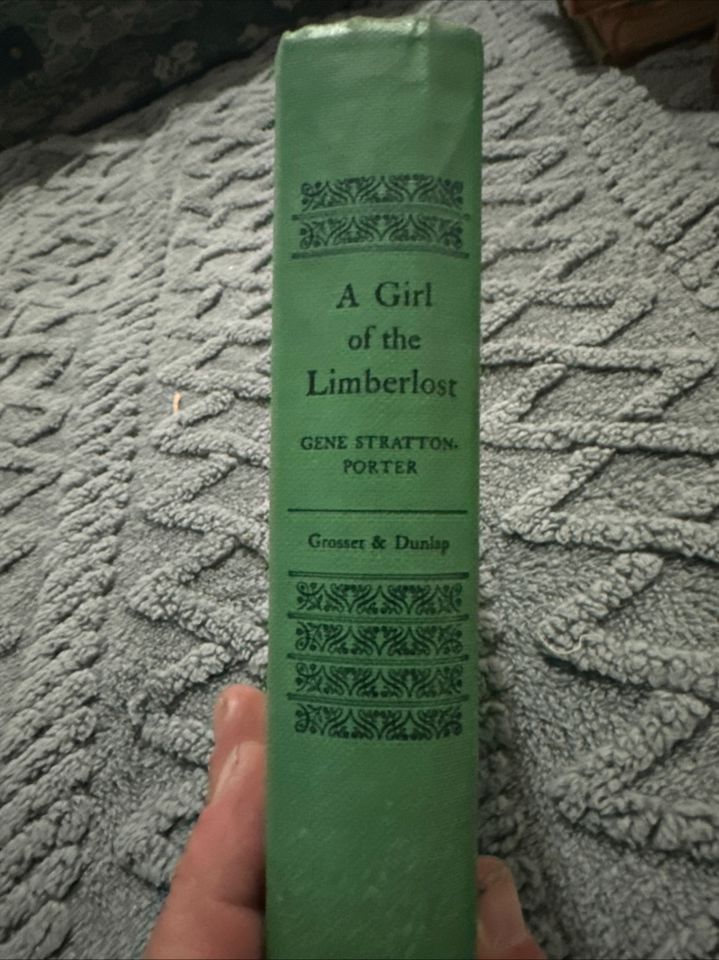 A Girl
of the
Limberlost
GENE STRATTON-
PORTER
Grosset & Dunlap